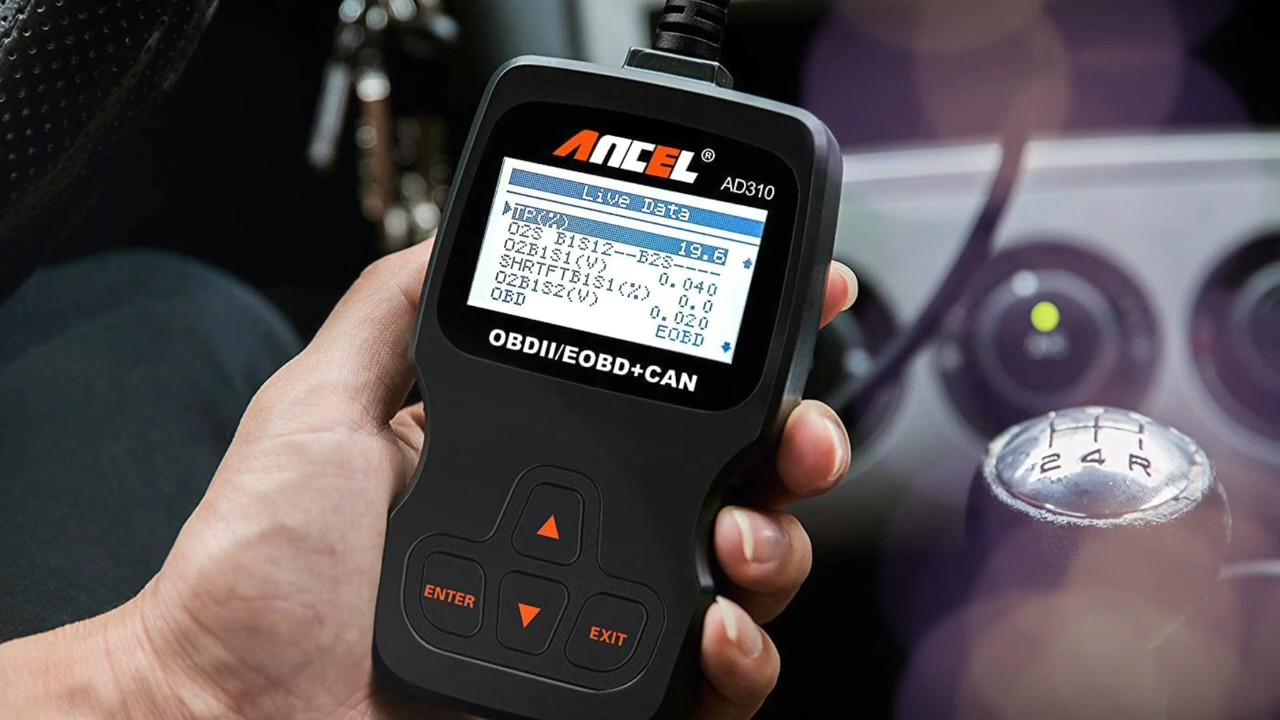 ANCEL®
AD310
Live Data
TP(%) 19.6
O2S B1S12---B2S----
O2B1S1(V) 0.040
SHRTFTB1S1(%) 0.0
O2B1S2(V) 0.020
OBD EOBD
OBDII/EOBD+CAN
ENTER
EXIT
2 4 R